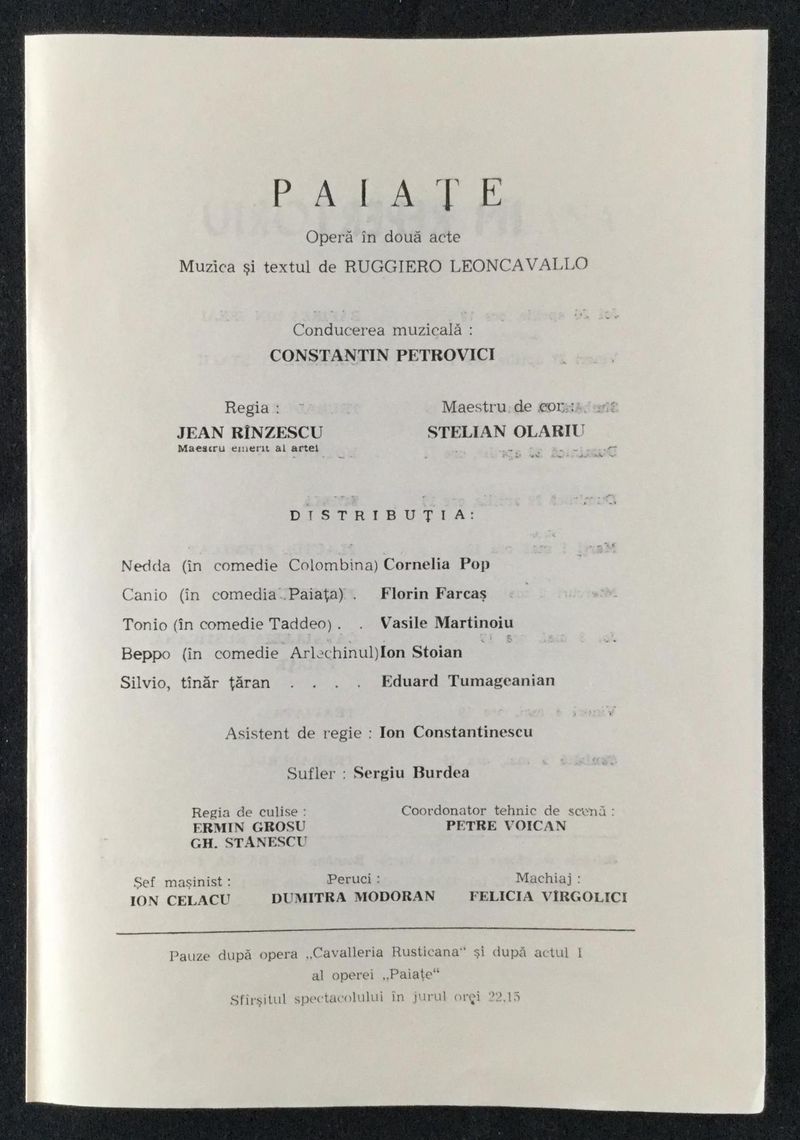 PAIAȚE
Operă în două acte
Muzica și textul de RUGGIERO LEONCAVALLO
Conducerea muzicală :
CONSTANTIN PETROVICI
Regia :
JEAN RÎNZESCU
Maestru emerit al artei
Maestru de cor :
STELIAN OLARIU
DISTRIBUȚIA:
Nedda (în comedie Colombina) Cornelia Pop
Canio (în comedia Paiața) . Florin Farcaș
Tonio (în comedie Taddeo) . . Vasile Martinoiu
Beppo (în comedie Arlechinul) Ion Stoian
Silvio, tînăr țăran . . . . Eduard Tumageanian
Asistent de regie : Ion Constantinescu
Sufler : Sergiu Burdea
Regia de culise :
ERMIN GROSU
GH. STĂNESCU
Coordonator tehnic de scenă :
PETRE VOICAN
Șef mașinist :
ION CELACU
Peruci :
DUMITRA MODORAN
Machiaj :
FELICIA VÎRGOLICI
Pauze după opera „Cavalleria Rusticana“ și după actul I
al operei „Paiațe“
Sfîrșitul spectacolului în jurul orei 22,15